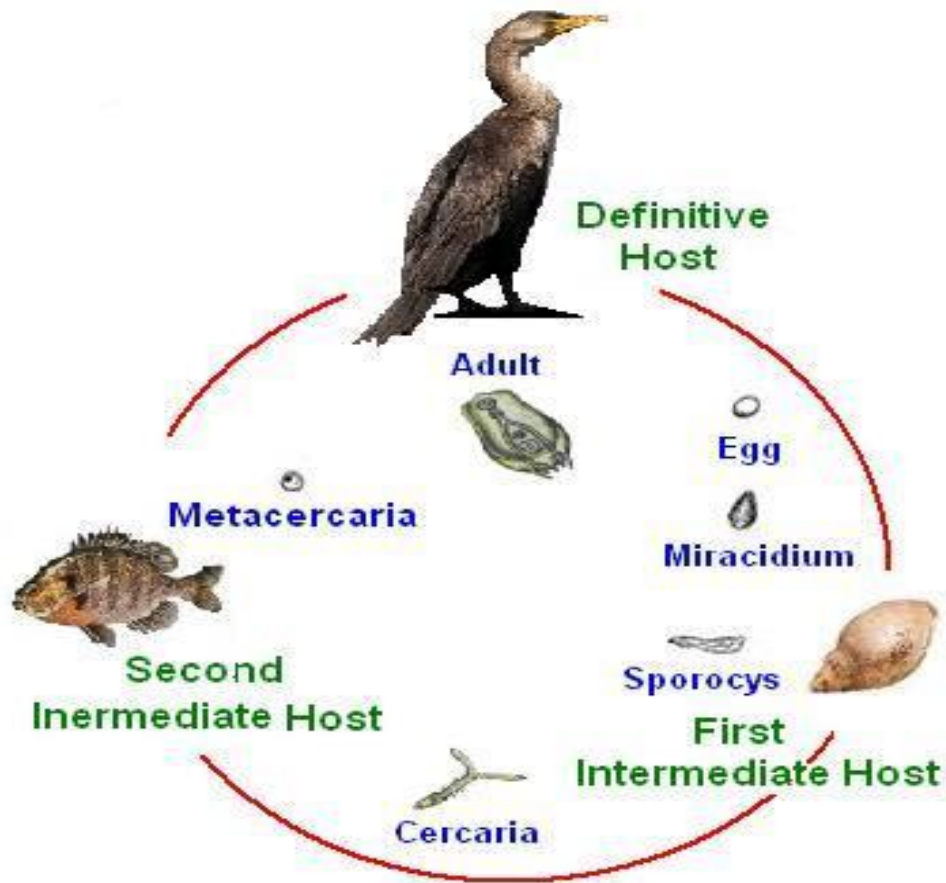 Definitive
Host
Adult
Egg
Metacercaria
Miracidium
Second
Inermediate Host
Sporocys
First
Intermediate Host
Cercaria